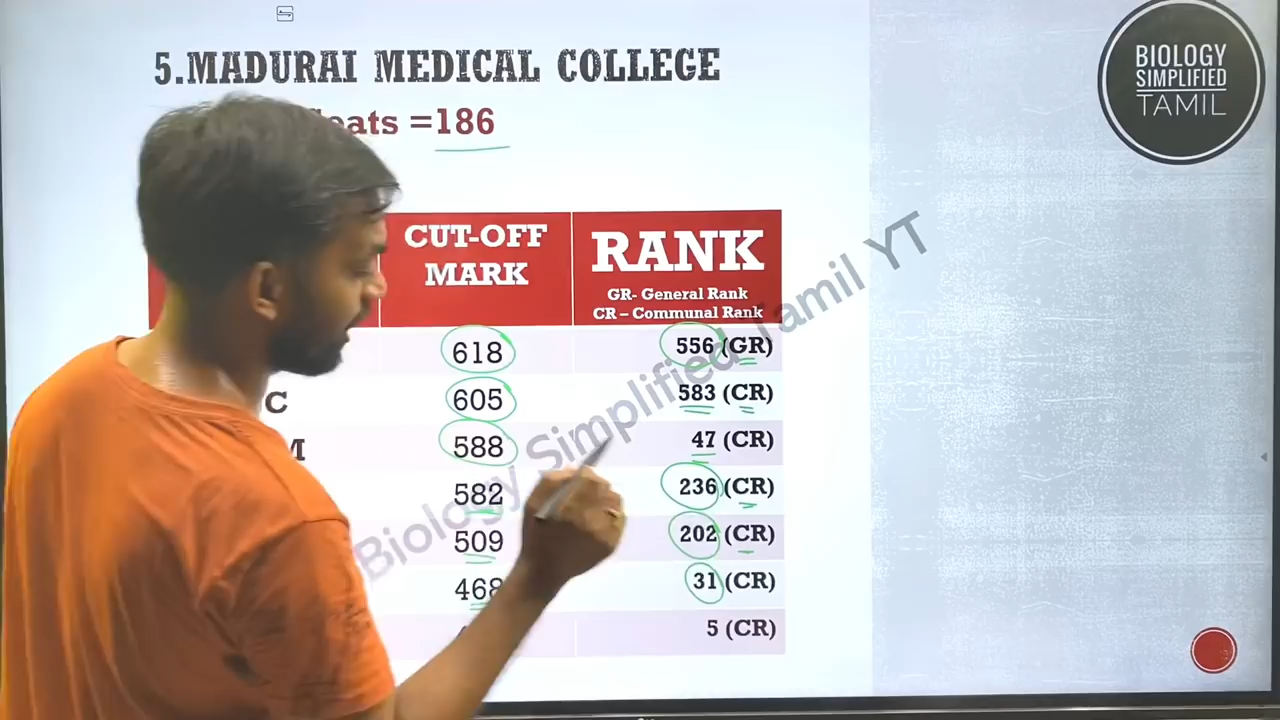 5.MADURAI MEDICAL COLLEGE
=186
BIOLOGY
SIMPLIFIED
TAMIL
CUT-OFF
MARK
RANK
GR- General Rank
CR – Communal Rank
618
556 (GR)
C
605
583 (CR)
588
47 (CR)
582
236 (CR)
509
202 (CR)
468
31 (CR)
5 (CR)
Biology Simplified Tamil YT